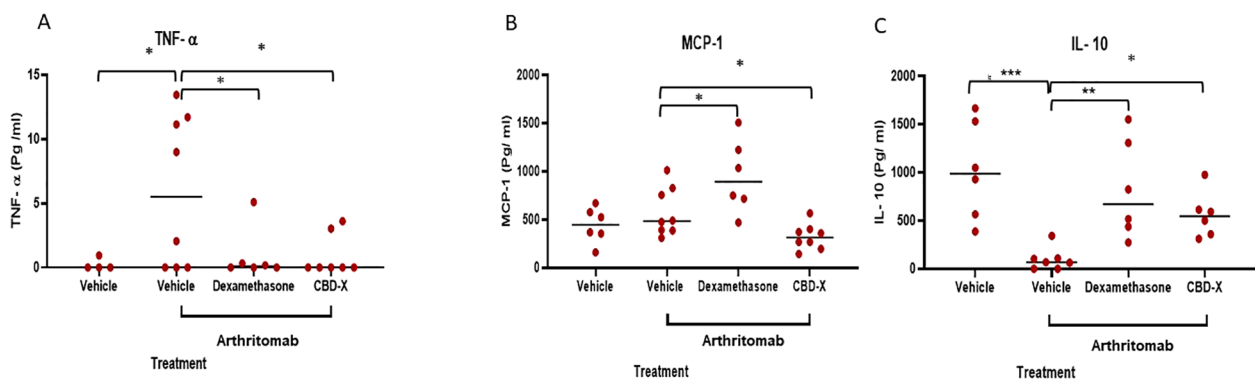 A
TNF- α
*
*
*
15
10
5
0
TNF- α (Pg /ml)
Vehicle
Vehicle
Dexamethasone
CBD-X
Arthritomab
Treatment
B
MCP-1
*
*
2000
1500
1000
500
0
MCP-1 (Pg/ ml)
Vehicle
Vehicle
Dexamethasone
CBD-X
Arthritomab
Treatment
C
IL- 10
*
***
**
2000
1500
1000
500
0
IL- 10 (Pg/ ml)
Vehicle
Vehicle
Dexamethasone
CBD-X
Arthritomab
Treatment